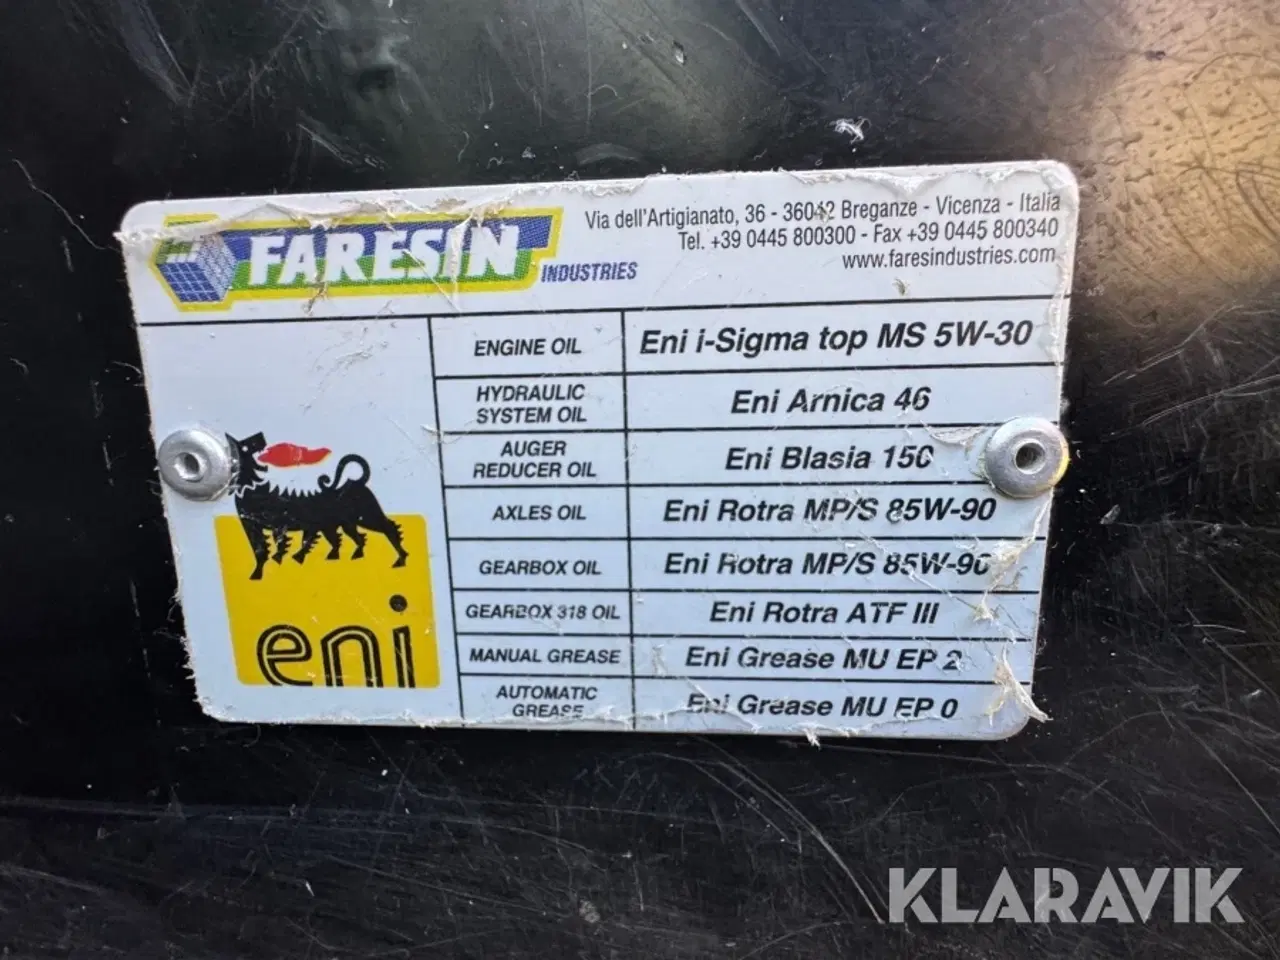 FARESIN INDUSTRIES
Via dell'Artigianato, 36 - 36042 Breganze - Vicenza - Italia
Tel. +39 0445 800300 - Fax +39 0445 800340
www.faresindustries.com
ENGINE OIL Eni i-Sigma top MS 5W-30
HYDRAULIC
SYSTEM OIL Eni Arnica 46
AUGER
REDUCER OIL Eni Blasia 150
AXLES OIL Eni Rotra MP/S 85W-90
GEARBOX OIL Eni Rotra MP/S 85W-90
GEARBOX 318 OIL Eni Rotra ATF III
MANUAL GREASE Eni Grease MU EP 2
AUTOMATIC
GREASE Eni Grease MU EP 0
eni
KLARAVIK